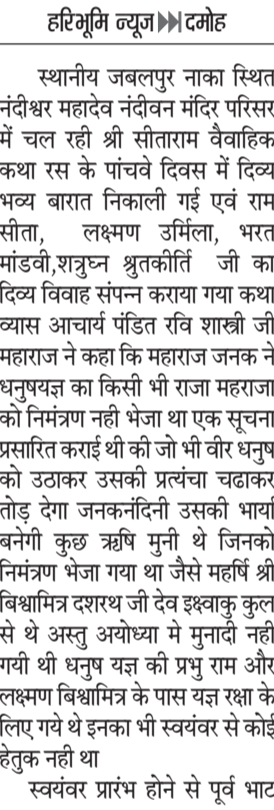 हरिभूमि न्यूज▶▶दमोह
स्थानीय जबलपुर नाका स्थित
नंदीश्वर महादेव नंदीवन मंदिर परिसर
में चल रही श्री सीताराम वैवाहिक
कथा रस के पांचवे दिवस में दिव्य
भव्य बारात निकाली गई एवं राम
सीता, लक्ष्मण उर्मिला, भरत
मांडवी,शत्रुघ्न श्रुतकीर्ति जी का
दिव्य विवाह संपन्न कराया गया कथा
व्यास आचार्य पंडित रवि शास्त्री जी
महाराज ने कहा कि महाराज जनक ने
धनुषयज्ञ का किसी भी राजा महराजा
को निमंत्रण नही भेजा था एक सूचना
प्रसारित कराई थी की जो भी वीर धनुष
को उठाकर उसकी प्रत्यंचा चढाकर
तोड़ देगा जनकनंदिनी उसकी भार्या
बनेगी कुछ ऋषि मुनी थे जिनको
निमंत्रण भेजा गया था जैसे महर्षि श्री
बिश्वामित्र दशरथ जी देव इक्ष्वाकु कुल
से थे अस्तु अयोध्या मे मुनादी नही
गयी थी धनुष यज्ञ की प्रभु राम और
लक्ष्मण बिश्वामित्र के पास यज्ञ रक्षा के
लिए गये थे इनका भी स्वयंवर से कोई
हेतुक नही था
स्वयंवर प्रारंभ होने से पूर्व भाट